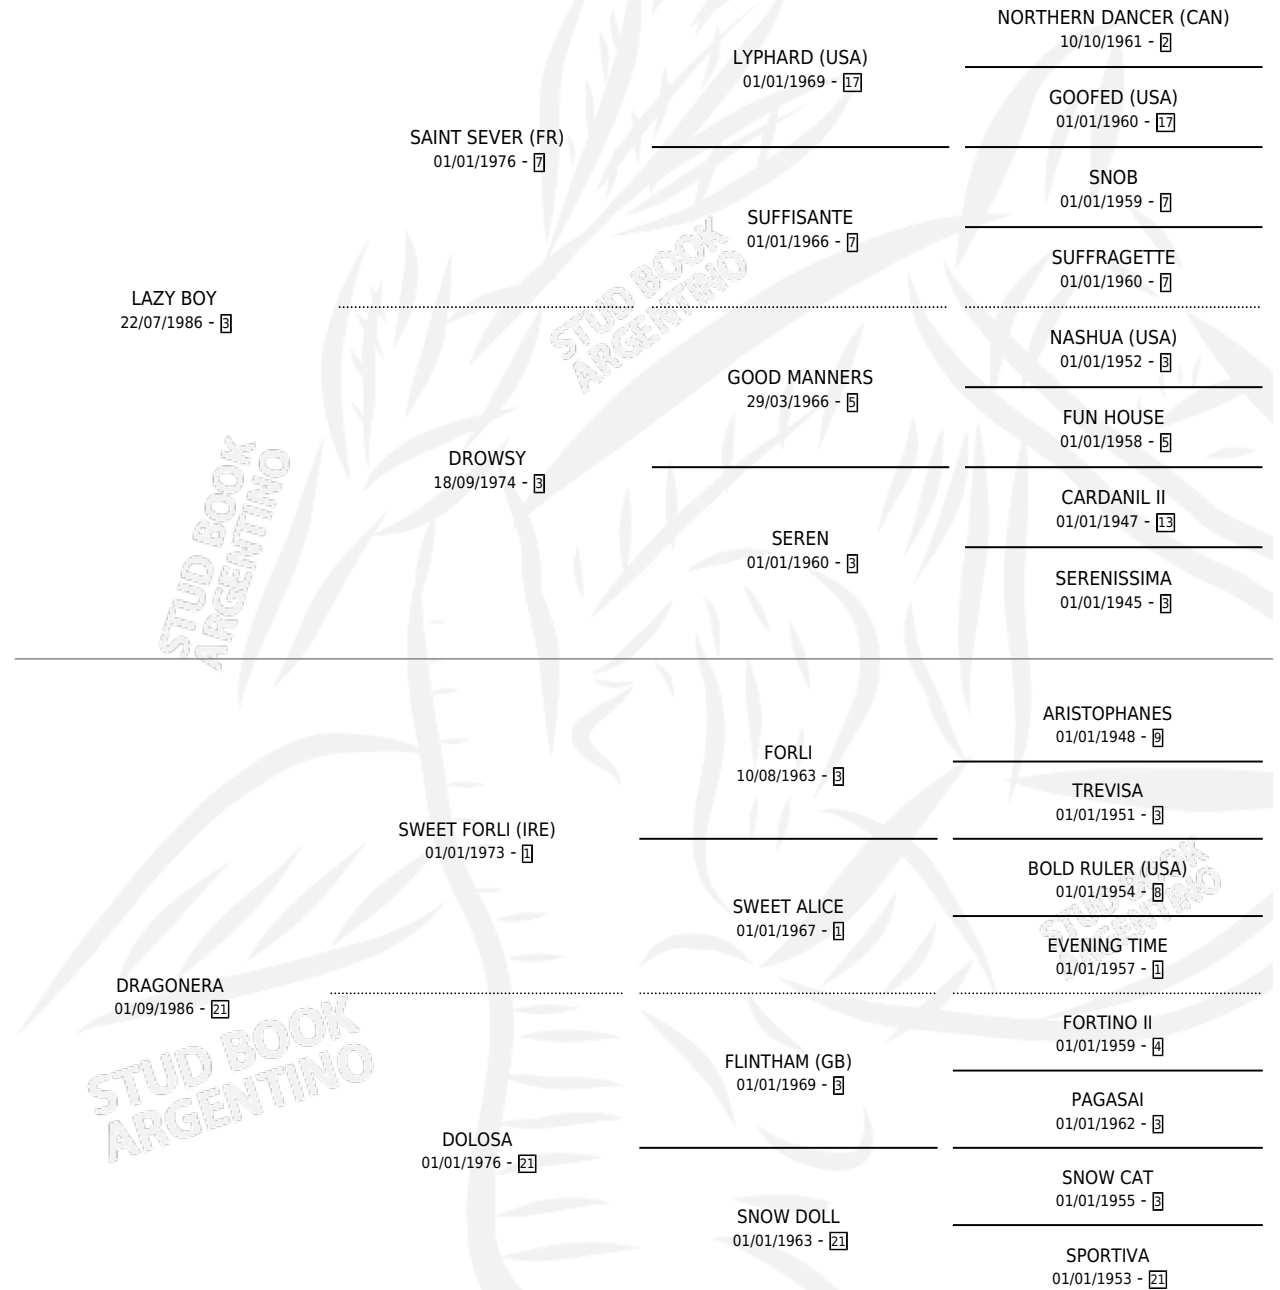 NORTHERN DANCER (CAN)
10/10/1961 - 2
LYPHARD (USA)
01/01/1969 - 17
GOOFED (USA)
01/01/1960 - 17
SAINT SEVER (FR)
01/01/1976 - 7
SNOB
01/01/1959 - 7
SUFFISANTE
01/01/1966 - 7
SUFFRAGETTE
01/01/1960 - 7
LAZY BOY
22/07/1986 - 3
NASHUA (USA)
01/01/1952 - 3
GOOD MANNERS
29/03/1966 - 5
FUN HOUSE
01/01/1958 - 5
DROWSY
18/09/1974 - 3
CARDANIL II
01/01/1947 - 13
SEREN
01/01/1960 - 3
SERENISSIMA
01/01/1945 - 3
ARISTOPHANES
01/01/1948 - 9
FORLI
10/08/1963 - 3
TREVISA
01/01/1951 - 3
SWEET FORLI (IRE)
01/01/1973 - 1
BOLD RULER (USA)
01/01/1954 - 8
SWEET ALICE
01/01/1967 - 1
EVENING TIME
01/01/1957 - 1
DRAGONERA
01/09/1986 - 21
FORTINO II
01/01/1959 - 4
FLINTHAM (GB)
01/01/1969 - 3
PAGASAI
01/01/1962 - 3
DOLOSA
01/01/1976 - 21
SNOW CAT
01/01/1955 - 3
SNOW DOLL
01/01/1963 - 21
SPORTIVA
01/01/1953 - 21
STUD BOOK
ARGENTINO
STUD BOOK
ARGENTINO
STUD BOOK
ARGENTINO
STUD BOOK
ARGENTINO